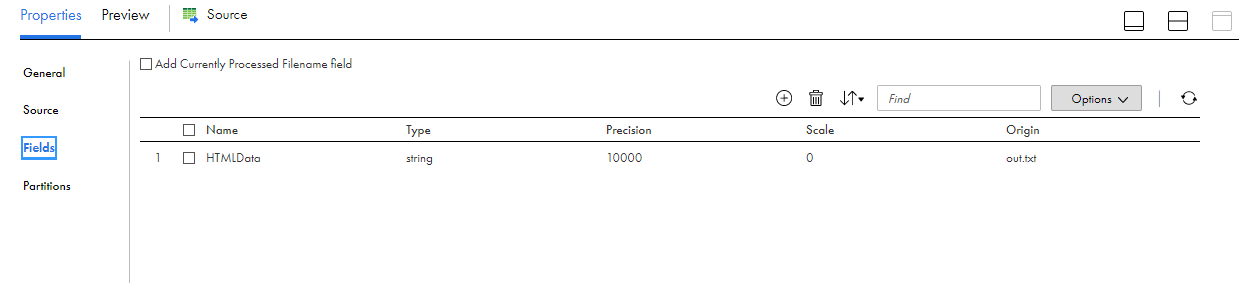 Properties Preview Source
General
Source
Fields
Partitions
Add Currently Processed Filename field
Find Options
Name Type Precision Scale Origin
1 HTMLData string 10000 0 out.txt